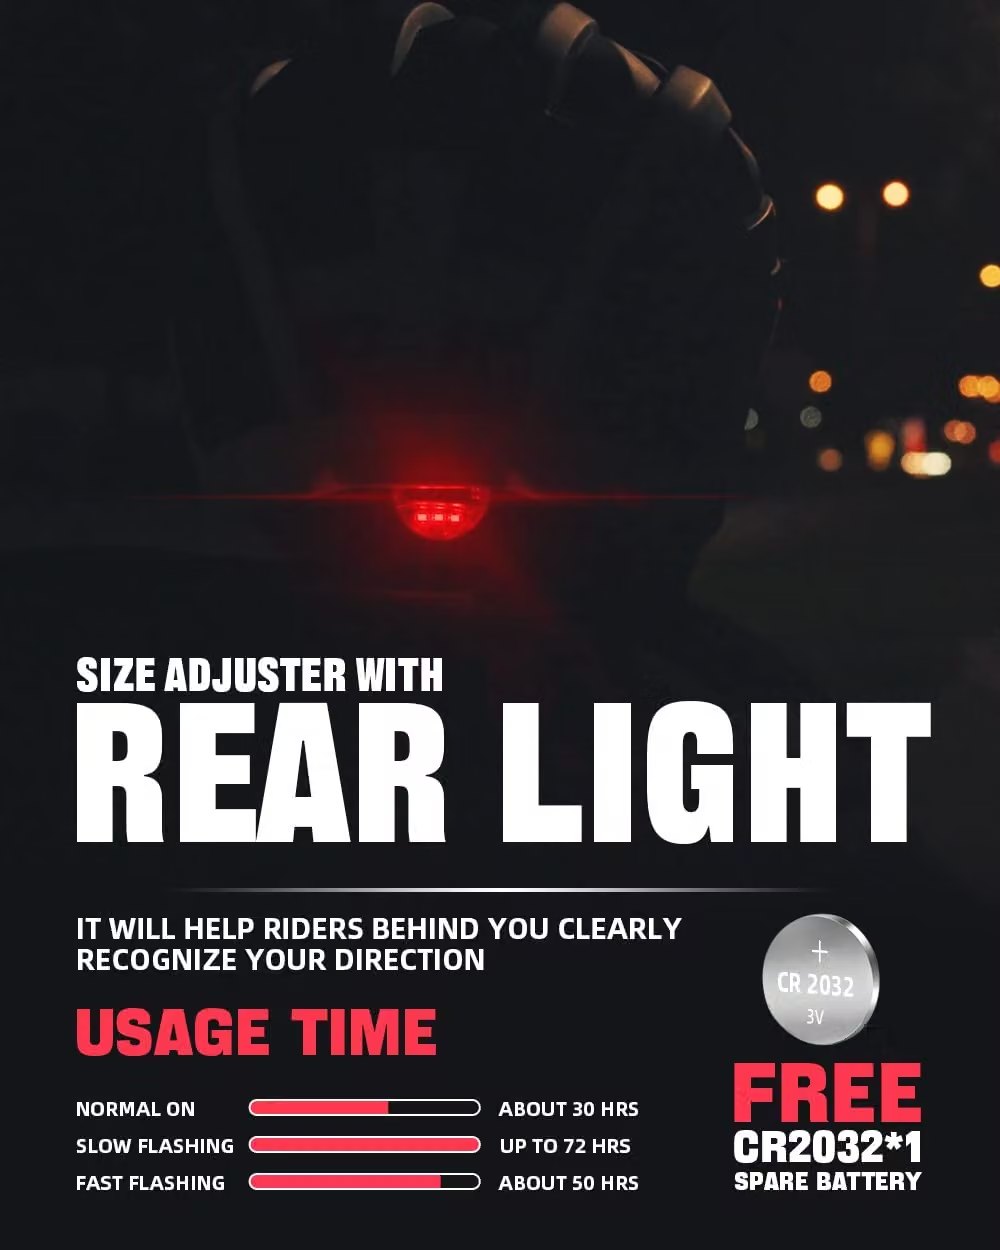 SIZE ADJUSTER WITH
REAR LIGHT
IT WILL HELP RIDERS BEHIND YOU CLEARLY
RECOGNIZE YOUR DIRECTION
USAGE TIME
NORMAL ON ABOUT 30 HRS
SLOW FLASHING UP TO 72 HRS
FAST FLASHING ABOUT 50 HRS
+
CR 2032
3V
FREE
CR2032*1
SPARE BATTERY